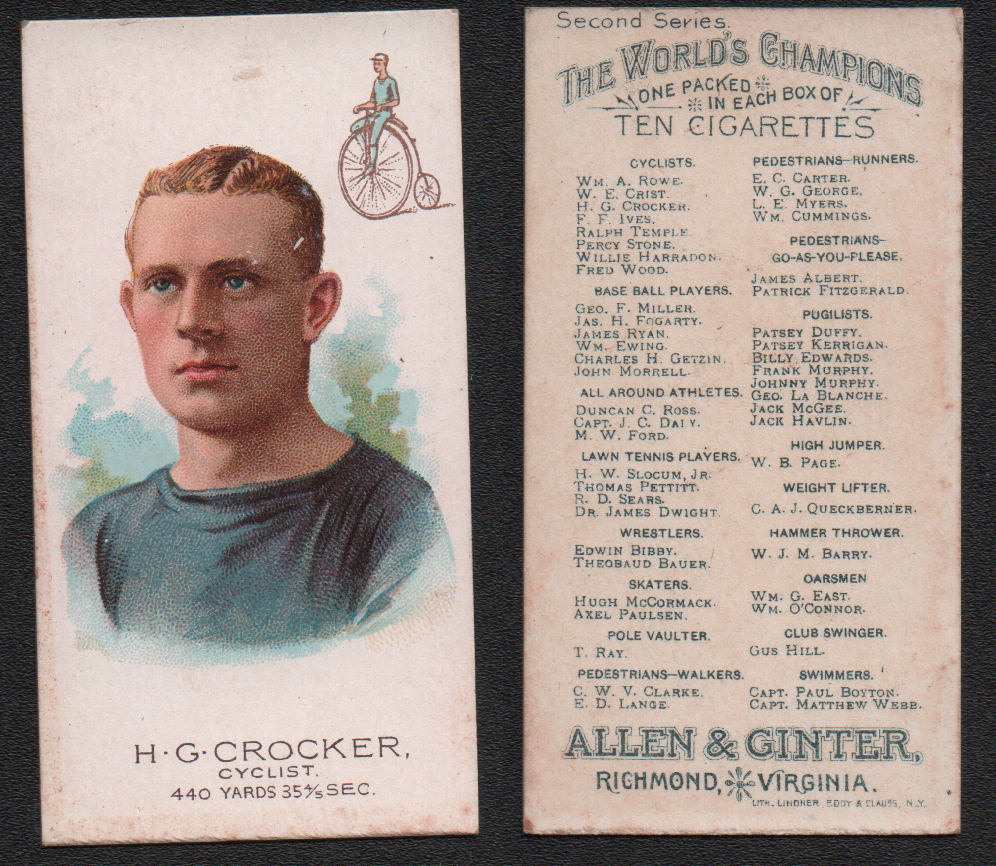 H·G·CROCKER,
CYCLIST.
440 YARDS 35⅘ SEC.
Second Series.
THE WORLD'S CHAMPIONS
ONE PACKED
IN EACH BOX OF
TEN CIGARETTES
CYCLISTS.
WM. A. ROWE.
W. E. CRIST.
H. G. CROCKER.
F. F. IVES.
RALPH TEMPLE.
PERCY STONE.
WILLIE HARRADON.
FRED WOOD.
BASE BALL PLAYERS.
GEO. F. MILLER.
JAS. H. FOGARTY.
JAMES RYAN.
WM. EWING.
CHARLES H. GETZIN.
JOHN MORRELL.
ALL AROUND ATHLETES.
DUNCAN C. ROSS.
CAPT. J. C. DALY.
M. W. FORD.
LAWN TENNIS PLAYERS.
H. W. SLOCUM, JR.
THOMAS PETTITT.
R. D. SEARS.
DR. JAMES DWIGHT.
WRESTLERS.
EDWIN BIBBY.
THEOBAUD BAUER.
SKATERS.
HUGH MCCORMACK.
AXEL PAULSEN.
POLE VAULTER.
T. RAY.
PEDESTRIANS—WALKERS.
C. W. V. CLARKE.
E. D. LANGE.
PEDESTRIANS—RUNNERS.
E. C. CARTER.
W. G. GEORGE.
L. E. MYERS.
WM. CUMMINGS.
PEDESTRIANS—
GO-AS-YOU-PLEASE.
JAMES ALBERT.
PATRICK FITZGERALD.
PUGILISTS.
PATSEY DUFFY.
PATSEY KERRIGAN.
BILLY EDWARDS.
FRANK MURPHY.
JOHNNY MURPHY.
GEO. LA BLANCHE.
JACK MCGEE.
JACK HAVLIN.
HIGH JUMPER.
W. B. PAGE.
WEIGHT LIFTER.
C. A. J. QUECKBERNER.
HAMMER THROWER.
W. J. M. BARRY.
OARSMEN
WM. G. EAST.
WM. O'CONNOR.
CLUB SWINGER.
GUS HILL.
SWIMMERS.
CAPT. PAUL BOYTON.
CAPT. MATTHEW WEBB.
ALLEN & GINTER,
RICHMOND, VIRGINIA.
LITH. LINDNER, EDDY & CLAUSS, N.Y.